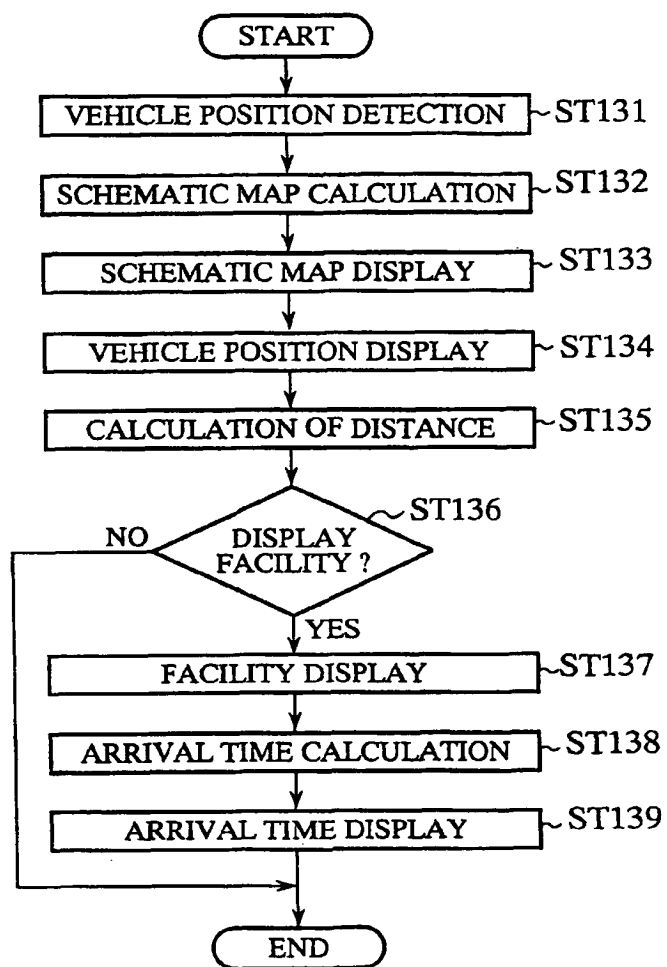 START
VEHICLE POSITION DETECTION ST131
SCHEMATIC MAP CALCULATION ST132
SCHEMATIC MAP DISPLAY ST133
VEHICLE POSITION DISPLAY ST134
CALCULATION OF DISTANCE ST135
ST136
NO
DISPLAY
FACILITY ?
YES
FACILITY DISPLAY ST137
ARRIVAL TIME CALCULATION ST138
ARRIVAL TIME DISPLAY ST139
END